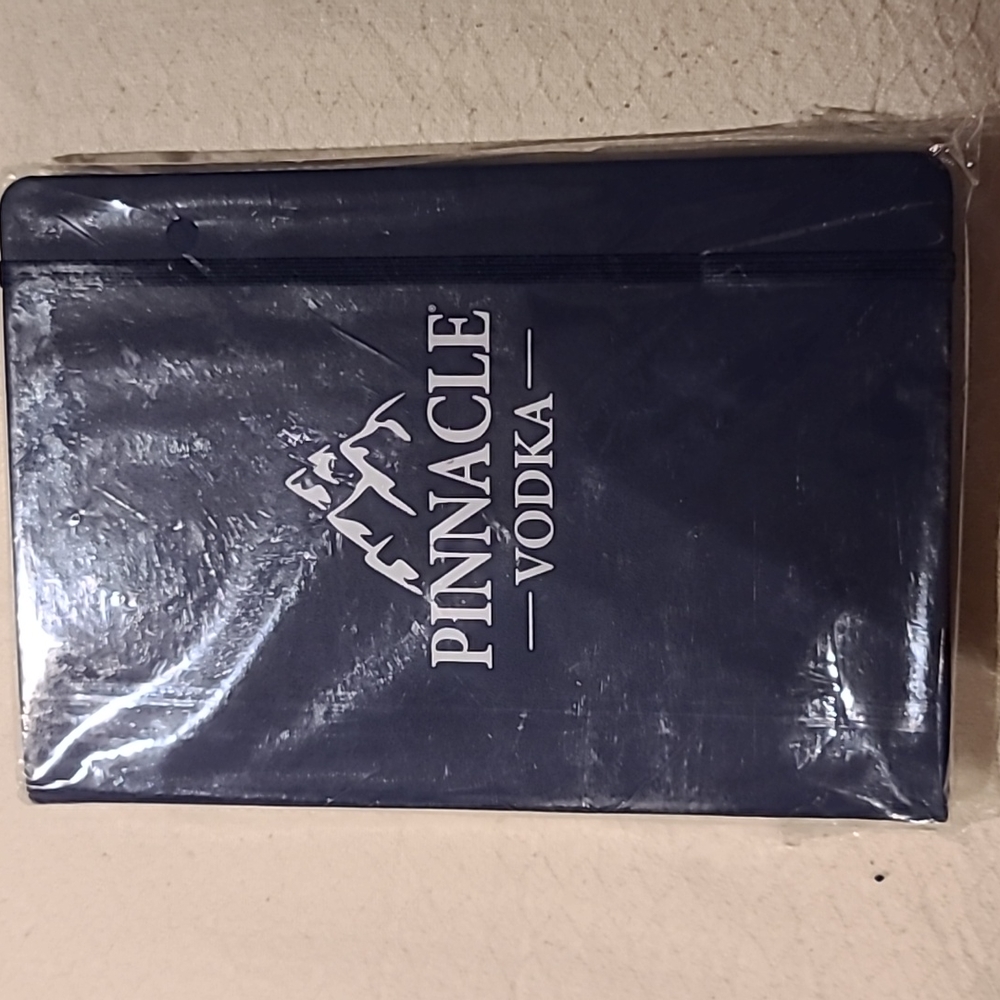 PINNACLE®
— VODKA —